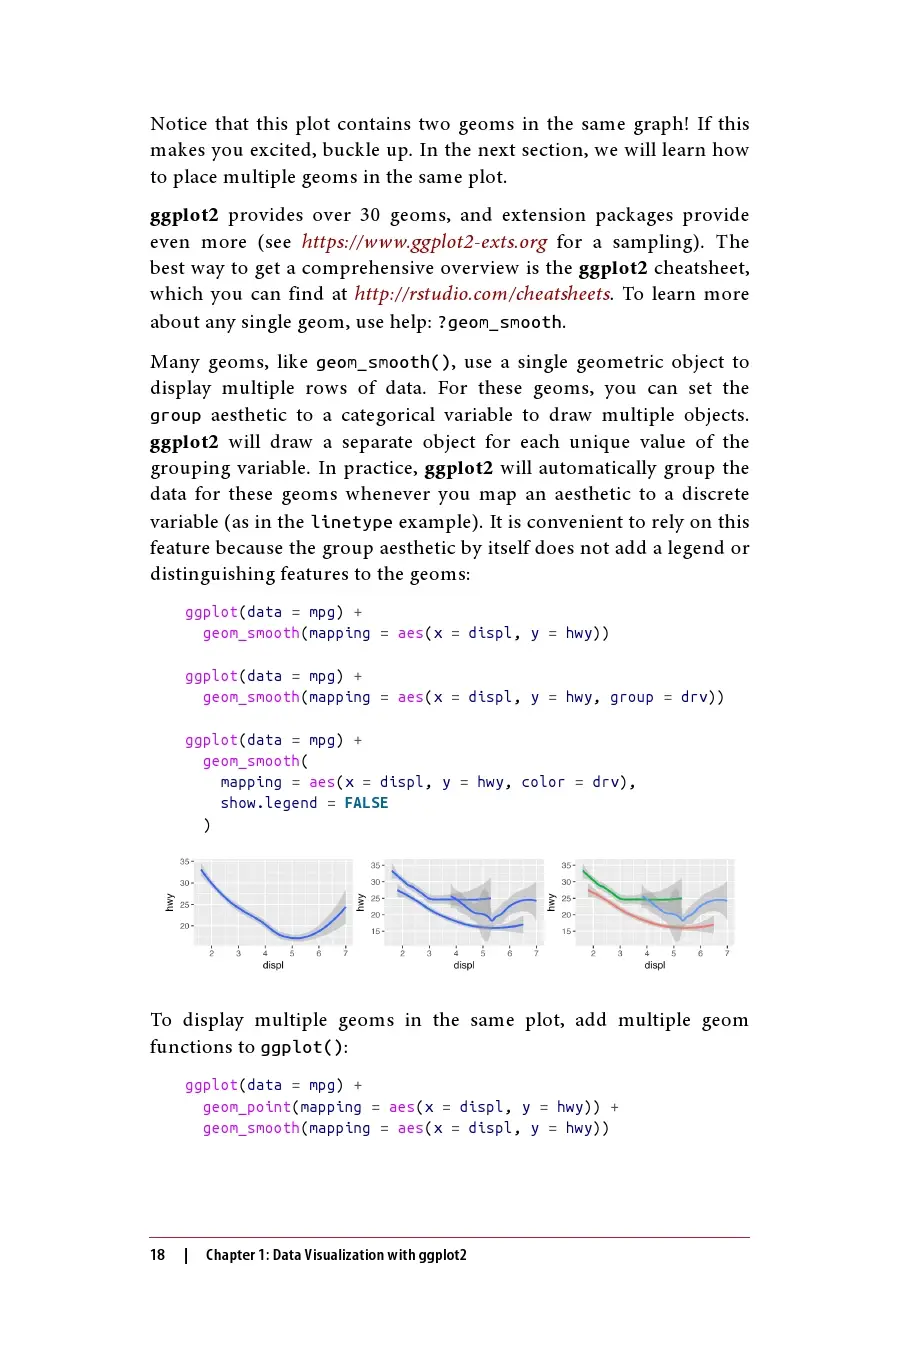 Notice that this plot contains two geoms in the same graph! If this
makes you excited, buckle up. In the next section, we will learn how
to place multiple geoms in the same plot.
ggplot2 provides over 30 geoms, and extension packages provide
even more (see https://www.ggplot2-exts.org for a sampling). The
best way to get a comprehensive overview is the ggplot2 cheatsheet,
which you can find at http://rstudio.com/cheatsheets. To learn more
about any single geom, use help: ?geom_smooth.
Many geoms, like geom_smooth(), use a single geometric object to
display multiple rows of data. For these geoms, you can set the
group aesthetic to a categorical variable to draw multiple objects.
ggplot2 will draw a separate object for each unique value of the
grouping variable. In practice, ggplot2 will automatically group the
data for these geoms whenever you map an aesthetic to a discrete
variable (as in the linetype example). It is convenient to rely on this
feature because the group aesthetic by itself does not add a legend or
distinguishing features to the geoms:
ggplot(data = mpg) +
  geom_smooth(mapping = aes(x = displ, y = hwy))
ggplot(data = mpg) +
  geom_smooth(mapping = aes(x = displ, y = hwy, group = drv))
ggplot(data = mpg) +
  geom_smooth(
    mapping = aes(x = displ, y = hwy, color = drv),
    show.legend = FALSE
  )
35
30
25
20
hwy
2 3 4 5 6 7
displ
35
30
25
20
15
hwy
2 3 4 5 6 7
displ
35
30
25
20
15
hwy
2 3 4 5 6 7
displ
To display multiple geoms in the same plot, add multiple geom
functions to ggplot():
ggplot(data = mpg) +
  geom_point(mapping = aes(x = displ, y = hwy)) +
  geom_smooth(mapping = aes(x = displ, y = hwy))
18 | Chapter 1: Data Visualization with ggplot2